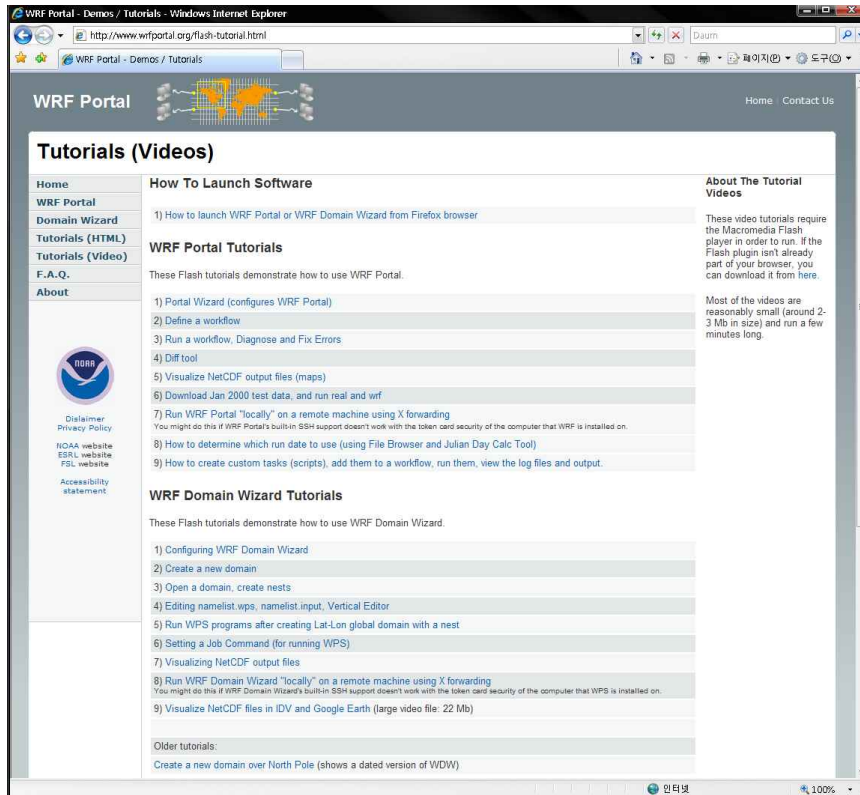 WRF Portal - Demos / Tutorials - Windows Internet Explorer
http://www.wrfportal.org/flash-tutorial.html
Daum
WRF Portal - Demos / Tutorials
페이지(P)
도구(O)
WRF Portal
Home
Contact Us
Tutorials (Videos)
Home
WRF Portal
Domain Wizard
Tutorials (HTML)
Tutorials (Video)
F.A.Q.
About
NOAA
Dislaimer
Privacy Policy
NOAA website
ESRL website
FSL website
Accessibility
statement
How To Launch Software
1) How to launch WRF Portal or WRF Domain Wizard from Firefox browser
WRF Portal Tutorials
These Flash tutorials demonstrate how to use WRF Portal.
1) Portal Wizard (configures WRF Portal)
2) Define a workflow
3) Run a workflow, Diagnose and Fix Errors
4) Diff tool
5) Visualize NetCDF output files (maps)
6) Download Jan 2000 test data, and run real and wrf
7) Run WRF Portal "locally" on a remote machine using X forwarding
You might do this if WRF Portal's built-in SSH support doesn't work with the token card security of the computer that WRF is installed on.
8) How to determine which run date to use (using File Browser and Julian Day Calc Tool)
9) How to create custom tasks (scripts), add them to a workflow, run them, view the log files and output.
WRF Domain Wizard Tutorials
These Flash tutorials demonstrate how to use WRF Domain Wizard.
1) Configuring WRF Domain Wizard
2) Create a new domain
3) Open a domain, create nests
4) Editing namelist.wps, namelist.input, Vertical Editor
5) Run WPS programs after creating Lat-Lon global domain with a nest
6) Setting a Job Command (for running WPS)
7) Visualizing NetCDF output files
8) Run WRF Domain Wizard "locally" on a remote machine using X forwarding
You might do this if WRF Domain Wizard's built-in SSH support doesn't work with the token card security of the computer that WPS is installed on.
9) Visualize NetCDF files in IDV and Google Earth (large video file: 22 Mb)
Older tutorials:
Create a new domain over North Pole (shows a dated version of WDW)
About The Tutorial
Videos
These video tutorials require
the Macromedia Flash
player in order to run. If the
Flash plugin isn't already
part of your browser, you
can download it from here.
Most of the videos are
reasonably small (around 2-
3 Mb in size) and run a few
minutes long.
인터넷
100%